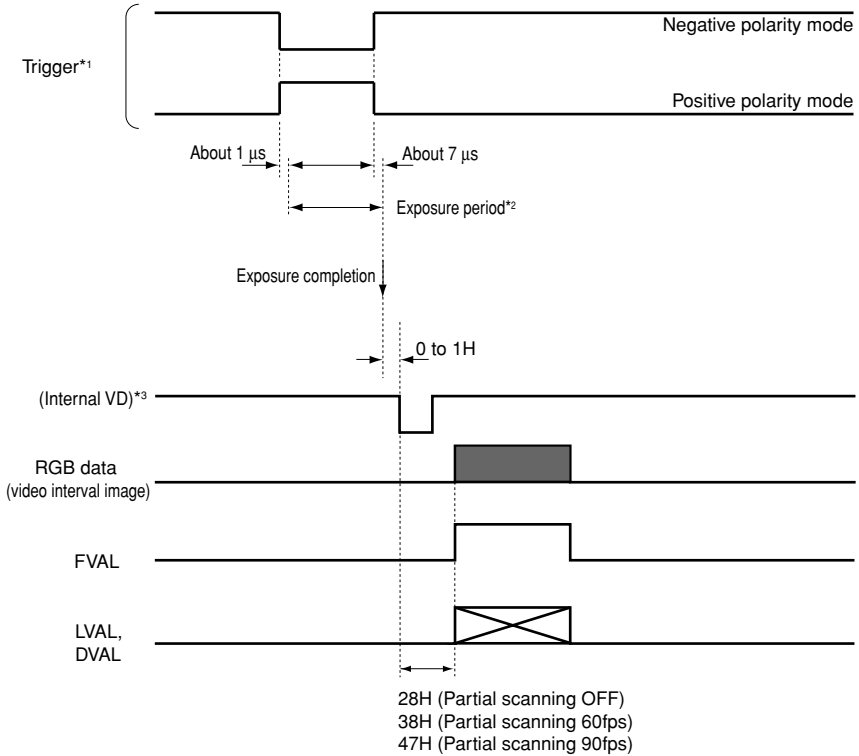 Negative polarity mode
Trigger*1
Positive polarity mode
About 1 µs
About 7 µs
Exposure period*2
Exposure completion
0 to 1H
(Internal VD)*3
RGB data
(video interval image)
FVAL
LVAL,
DVAL
28H (Partial scanning OFF)
38H (Partial scanning 60fps)
47H (Partial scanning 90fps)